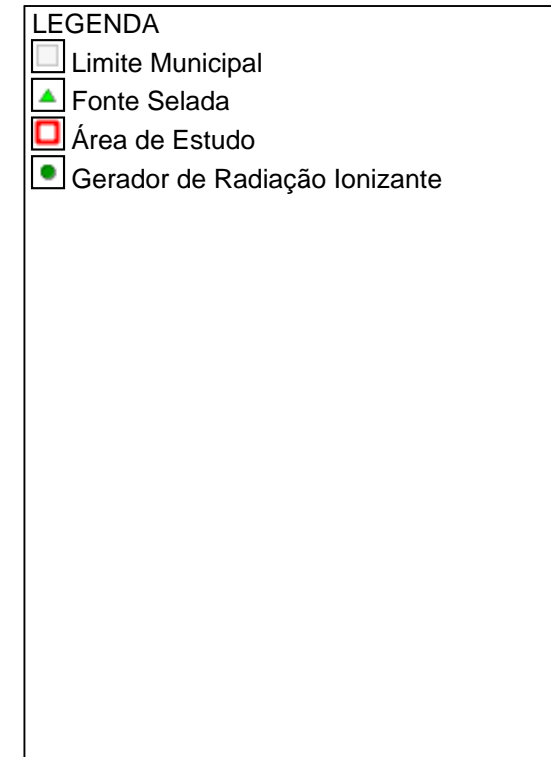 LEGENDA
Limite Municipal
Fonte Selada
Área de Estudo
Gerador de Radiação Ionizante